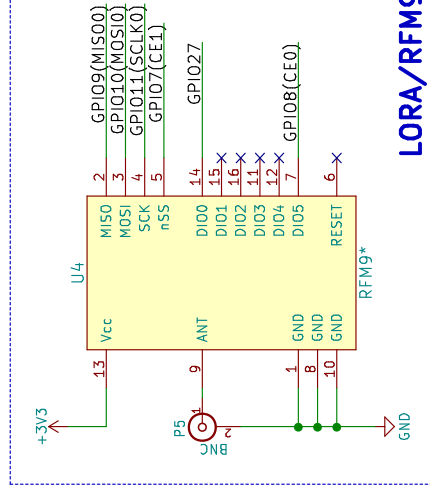 LORA/RFM9
GPIO9(MISO0)
GPIO10(MOSI0)
GPIO11(SCLK0)
GPIO7(CE1)
GPIO27
GPIO8(CE0)
2
3
4
5
14
15
16
11
12
7
6
MISO
MOSI
SCK
nSS
DIO0
DIO1
DIO2
DIO3
DIO4
DIO5
RESET
U4
RFM9*
Vcc
ANT
GND
GND
GND
13
9
1
8
10
+3V3
P5
1
2
BNC
GND